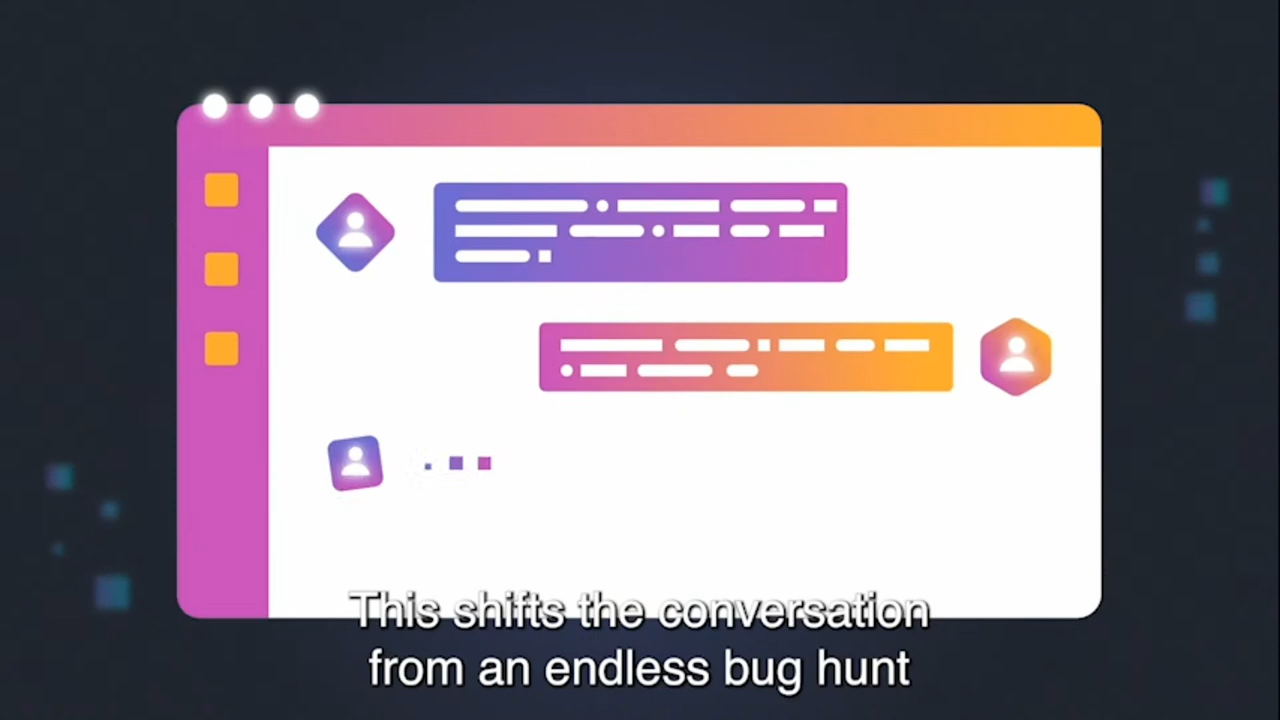 This shifts the conversation
from an endless bug hunt